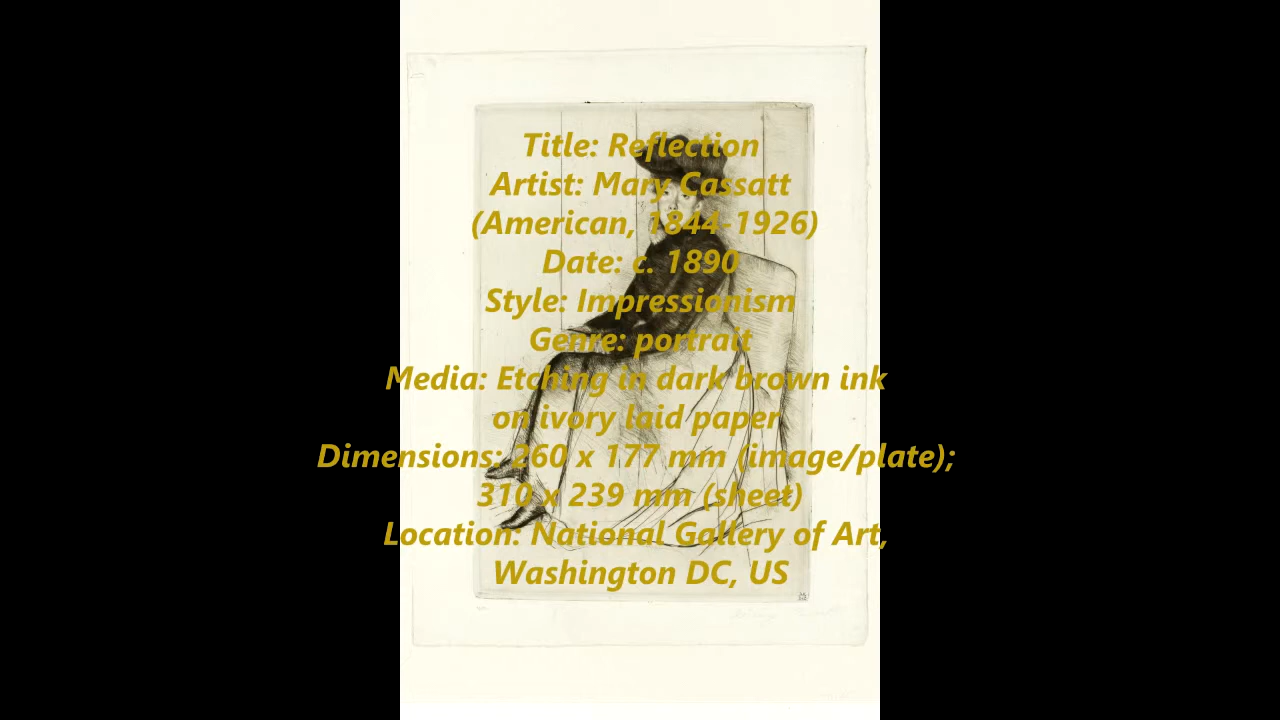 Title: Reflection
Artist: Mary Cassatt
(American, 1844-1926)
Date: c. 1890
Style: Impressionism
Genre: portrait
Media: Etching in dark brown ink
on ivory laid paper
Dimensions: 260 x 177 mm (image/plate);
310 x 239 mm (sheet)
Location: National Gallery of Art,
Washington DC, US